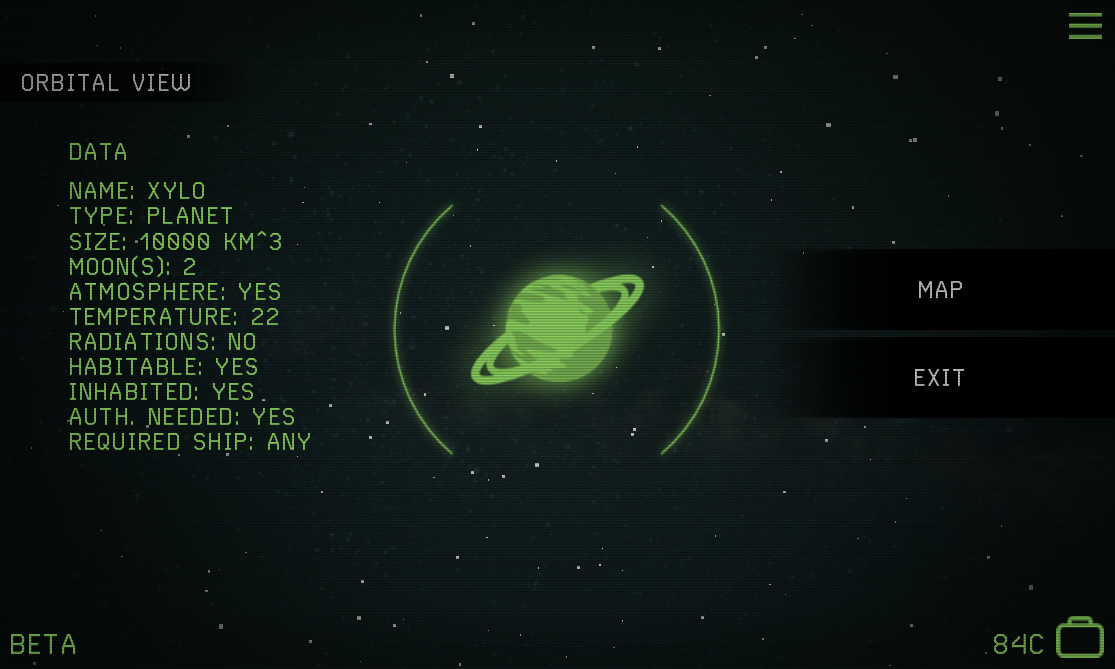 ORBITAL VIEW
DATA
NAME: XYLO
TYPE: PLANET
SIZE: 10000 KM^3
MOON(S): 2
ATMOSPHERE: YES
TEMPERATURE: 22
RADIATIONS: NO
HABITABLE: YES
INHABITED: YES
AUTH. NEEDED: YES
REQUIRED SHIP: ANY
MAP
EXIT
BETA
84C